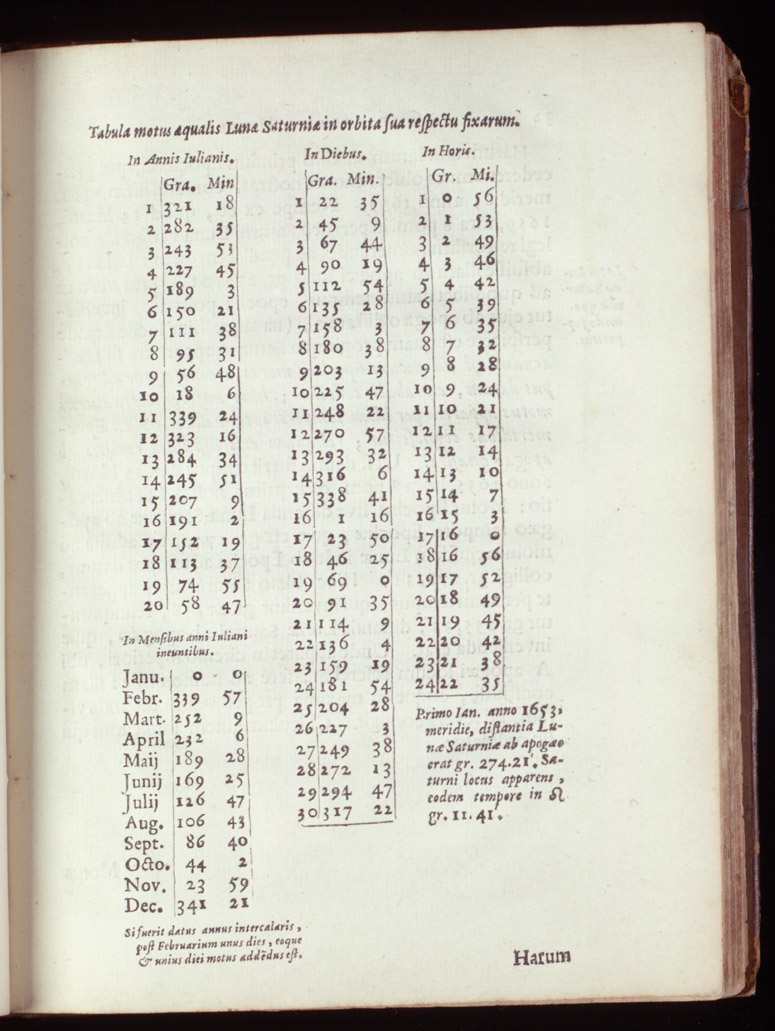 Tabula motus æqualis Lunæ Saturniæ in orbita ſua reſpectu fixarum.
In Annis Iulianis.
Gra. Min
1 321 18
2 282 35
3 243 53
4 227 45
5 189 3
6 150 21
7 111 38
8 95 31
9 56 48
10 18 6
11 339 24
12 323 16
13 284 34
14 245 51
15 207 9
16 191 2
17 152 19
18 113 37
19 74 55
20 58 47
In Menſibus anni Iuliani
ineuntibus.
Janu. 0 0
Febr. 339 57
Mart. 252 9
April 232 6
Maij 189 28
Junij 169 25
Julij 126 47
Aug. 106 43
Sept. 86 40
Octo. 44 2
Nov. 23 59
Dec. 341 21
Si fuerit datus annus intercalaris,
poſt Februarium unus dies, eoque
& unius diei motus addēdus eſt.
In Diebus.
Gra. Min.
1 22 35
2 45 9
3 67 44
4 90 19
5 112 54
6 135 28
7 158 3
8 180 38
9 203 13
10 225 47
11 248 22
12 270 57
13 293 32
14 316 6
15 338 41
16 1 16
17 23 50
18 46 25
19 69 0
20 91 35
21 114 9
22 136 4
23 159 19
24 181 54
25 204 28
26 227 3
27 249 38
28 272 13
29 294 47
30 317 22
In Horis.
Gr. Mi.
1 0 56
2 1 53
3 2 49
4 3 46
5 4 42
6 5 39
7 6 35
8 7 32
9 8 28
10 9 24
11 10 21
12 11 17
13 12 14
14 13 10
15 14 7
16 15 3
17 16 0
18 16 56
19 17 52
20 18 49
21 19 45
22 20 42
23 21 38
24 22 35
Primo Ian. anno 1653,
meridie, diſtantia Lu-
næ Saturniæ ab apogæo
erat gr. 274.21'. Sa-
turni locus apparens,
eodem tempore in ♌
gr. 11. 41.
Harum